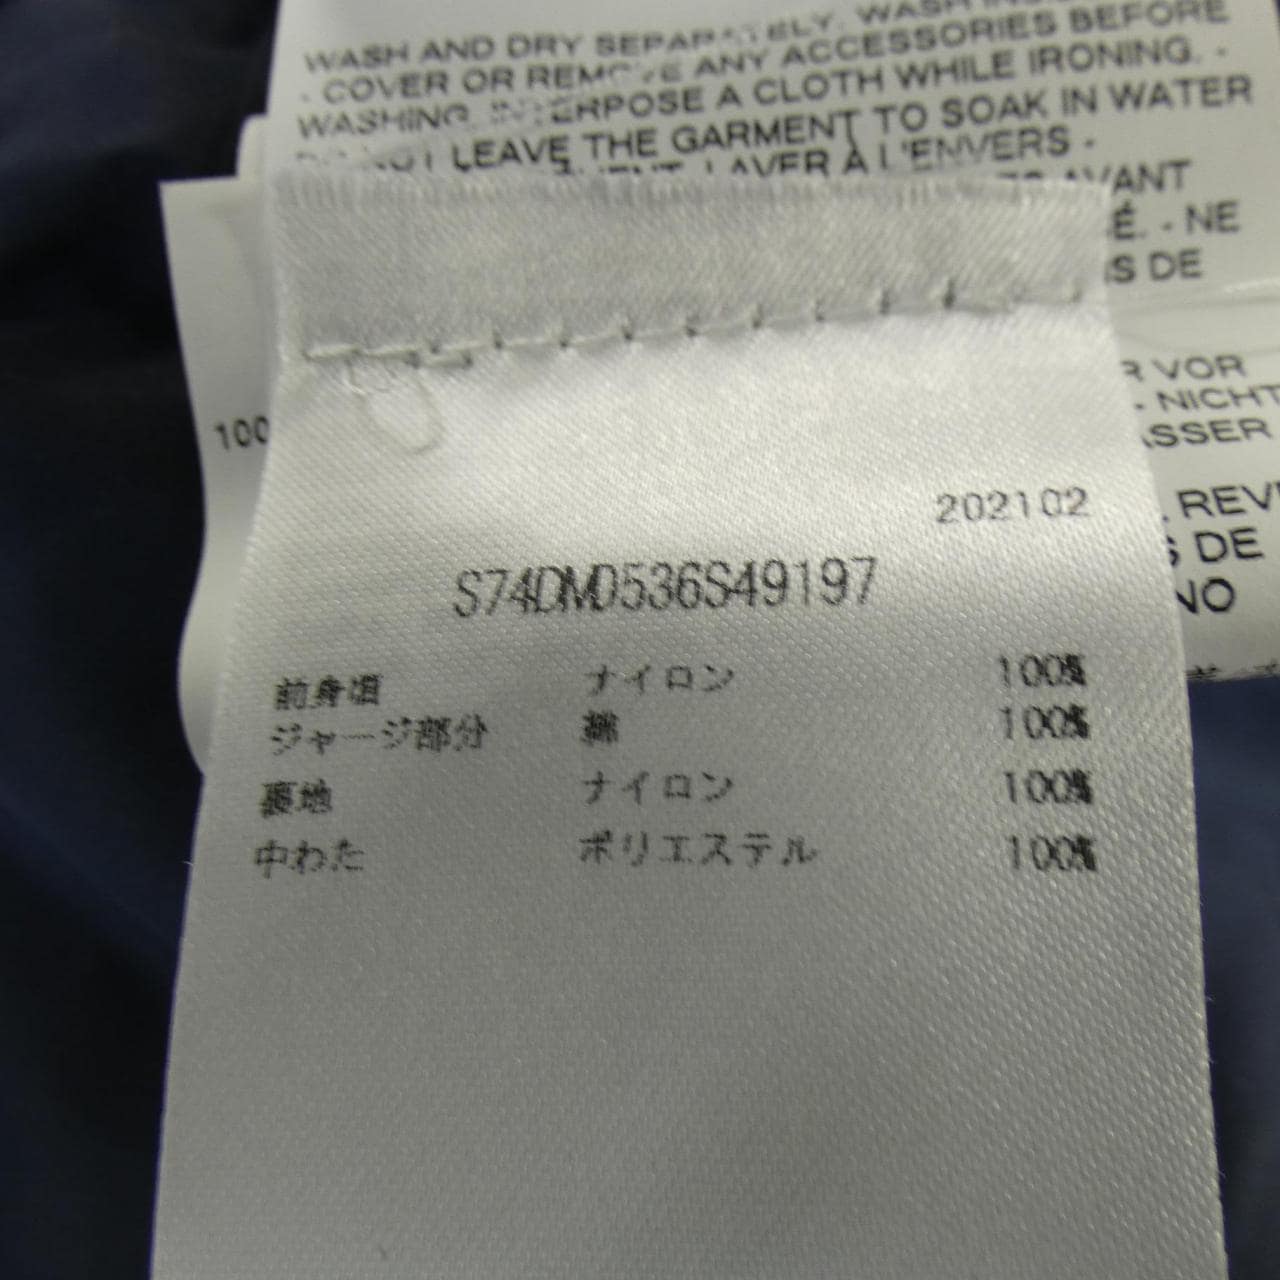 WASH AND DRY SEPARATELY. WASH
- COVER OR REMOVE ANY ACCESSORIES BEFORE
WASHING. INTERPOSE A CLOTH WHILE IRONING. -
DO NOT LEAVE THE GARMENT TO SOAK IN WATER
LAVER À L'ENVERS -
AVANT
É. - NE
S DE
R VOR
- NICHT
SSER
. REV
S DE
NO
100
202102
S74DM0536S49197
前身頃 ナイロン 100%
ジャージ部分 綿 100%
裏地 ナイロン 100%
中わた ポリエステル 100%